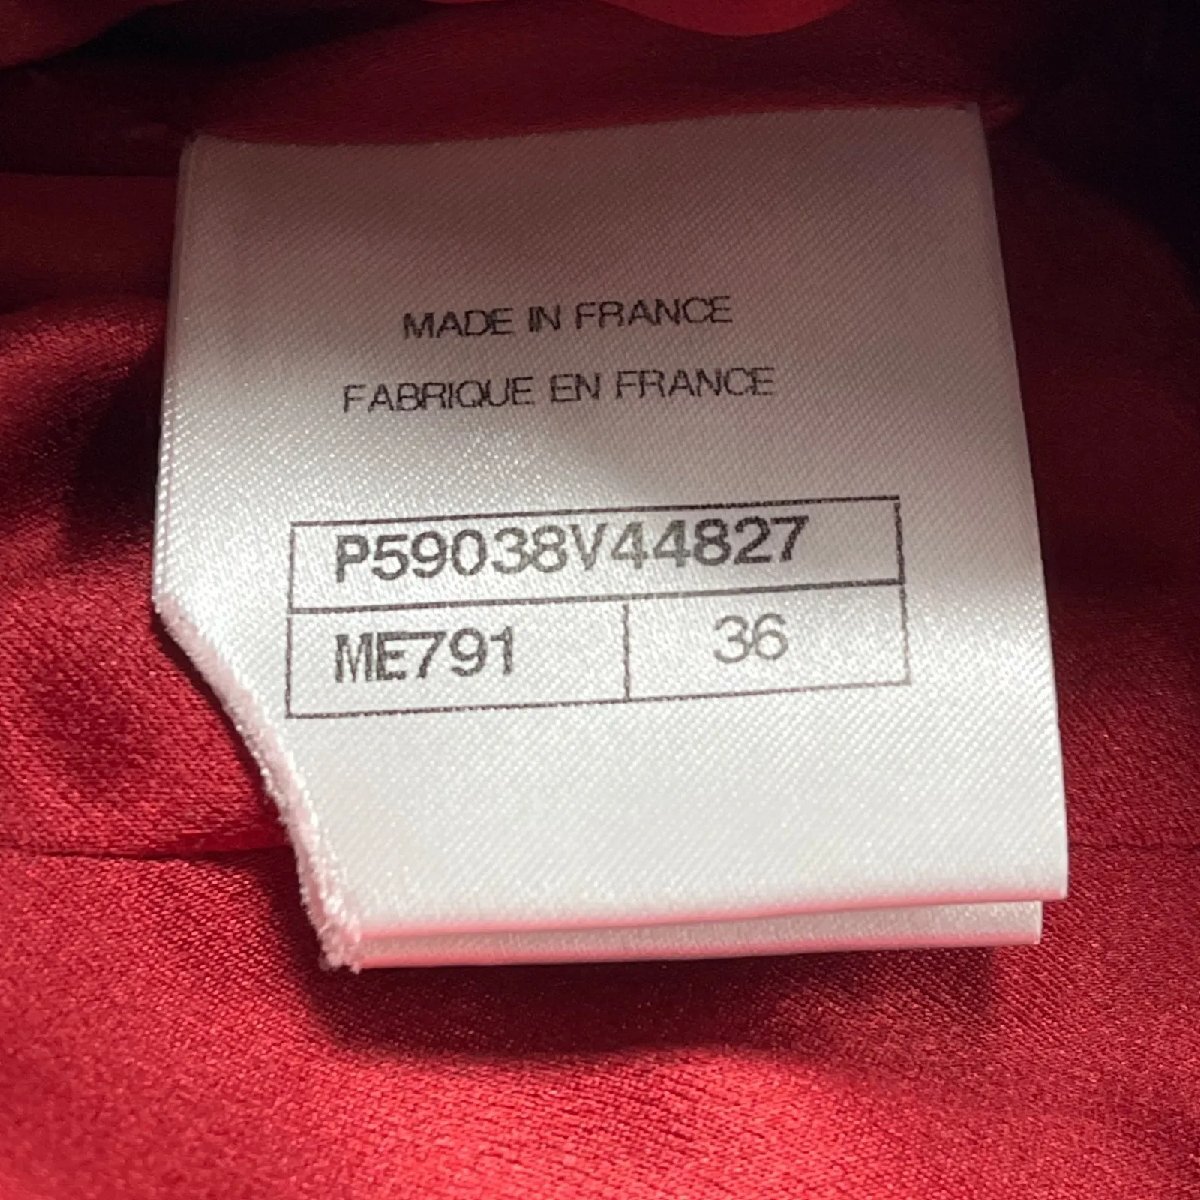 MADE IN FRANCE
FABRIQUE EN FRANCE
P59038V44827
ME791 36